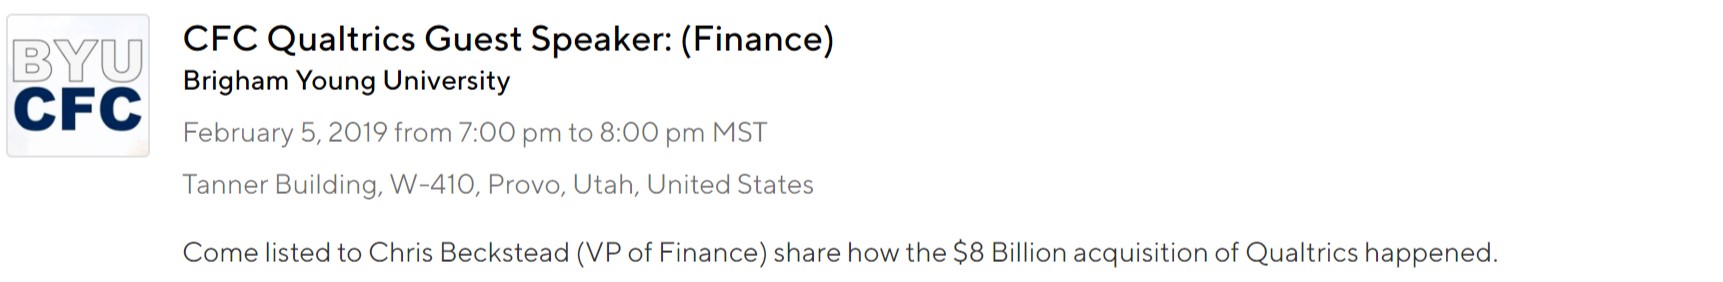 BYU
CFC
CFC Qualtrics Guest Speaker: (Finance)
Brigham Young University
February 5, 2019 from 7:00 pm to 8:00 pm MST
Tanner Building, W-410, Provo, Utah, United States
Come listed to Chris Beckstead (VP of Finance) share how the $8 Billion acquisition of Qualtrics happened.